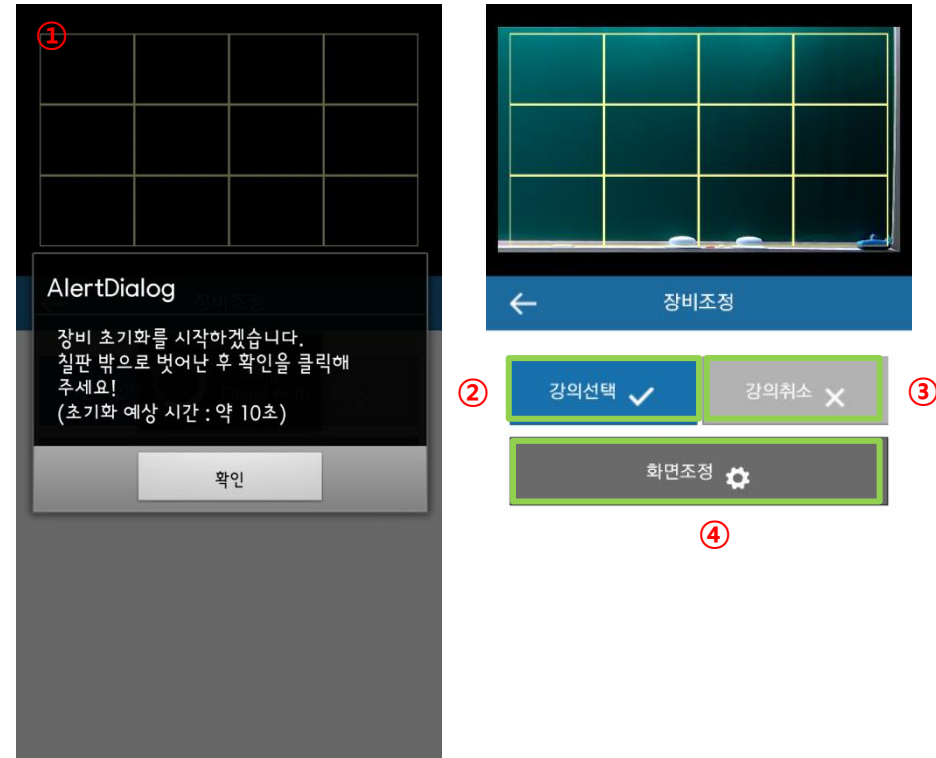 ①
AlertDialog
장비 초기화를 시작하겠습니다.
칠판 밖으로 벗어난 후 확인을 클릭해
주세요!
(초기화 예상 시간 : 약 10초)
확인
장비조정
② 강의선택 강의취소 ③
화면조정
④